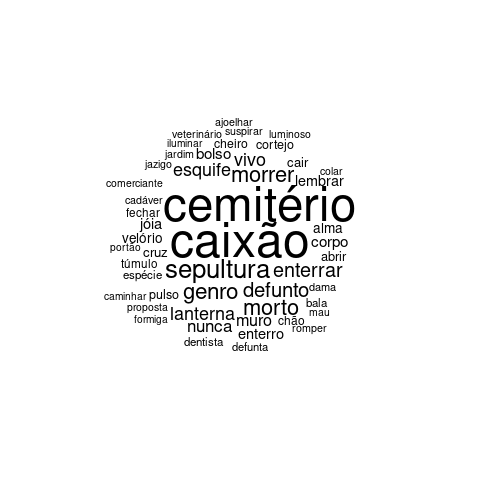 ajoelhar
veterinário suspirar luminoso
iluminar cheiro cortejo
jardim bolso vivo cair
jazigo esquife morrer colar
comerciante lembrar
cadáver cemitério
fechar
jóia caixão alma
velório corpo
portão cruz abrir
túmulo sepultura enterrar
espécie
caminhar pulso genro defunto dama
proposta lanterna morto bala
formiga nunca muro chão mau
enterro romper
dentista defunta